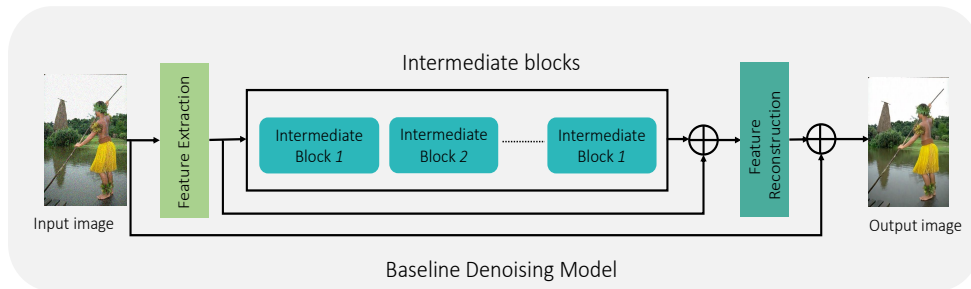 Intermediate blocks
Input image
Feature Extraction
Intermediate
Block 1
Intermediate
Block 2
Intermediate
Block 1
Feature
Reconstruction
Output image
Baseline Denoising Model